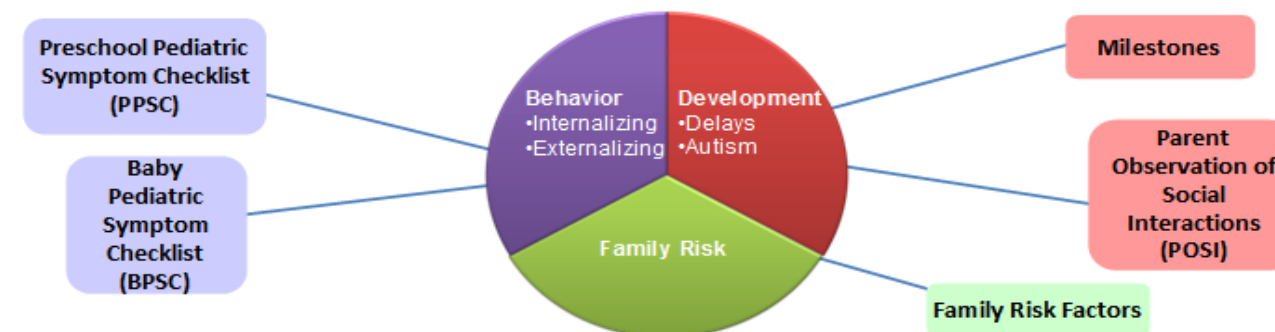 Preschool Pediatric
Symptom Checklist
(PPSC)
Baby
Pediatric
Symptom
Checklist
(BPSC)
Behavior
•Internalizing
•Externalizing
Development
•Delays
•Autism
Family Risk
Milestones
Parent
Observation of
Social
Interactions
(POSI)
Family Risk Factors